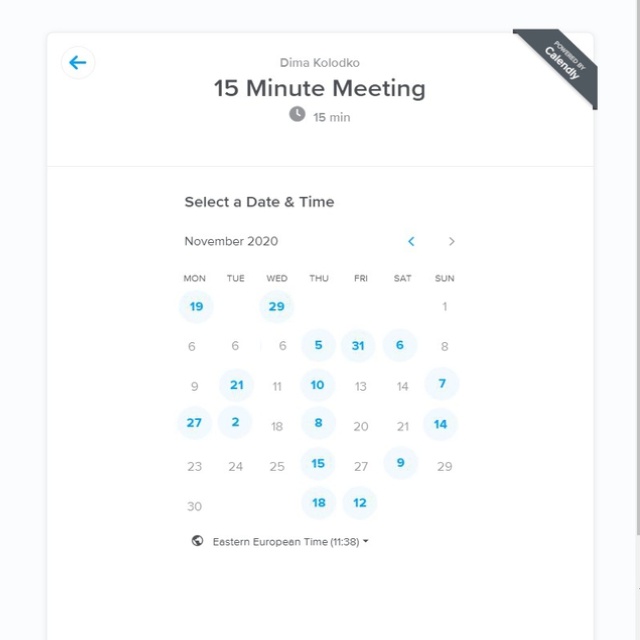 POWERED BY
Calendly
Dima Kolodko
15 Minute Meeting
15 min
Select a Date & Time
November 2020
MON TUE WED THU FRI SAT SUN
19 29 1
6 6 6 5 31 6 8
9 21 11 10 13 14 7
27 2 18 8 20 21 14
23 24 25 15 27 9 29
30 18 12
Eastern European Time (11:38)